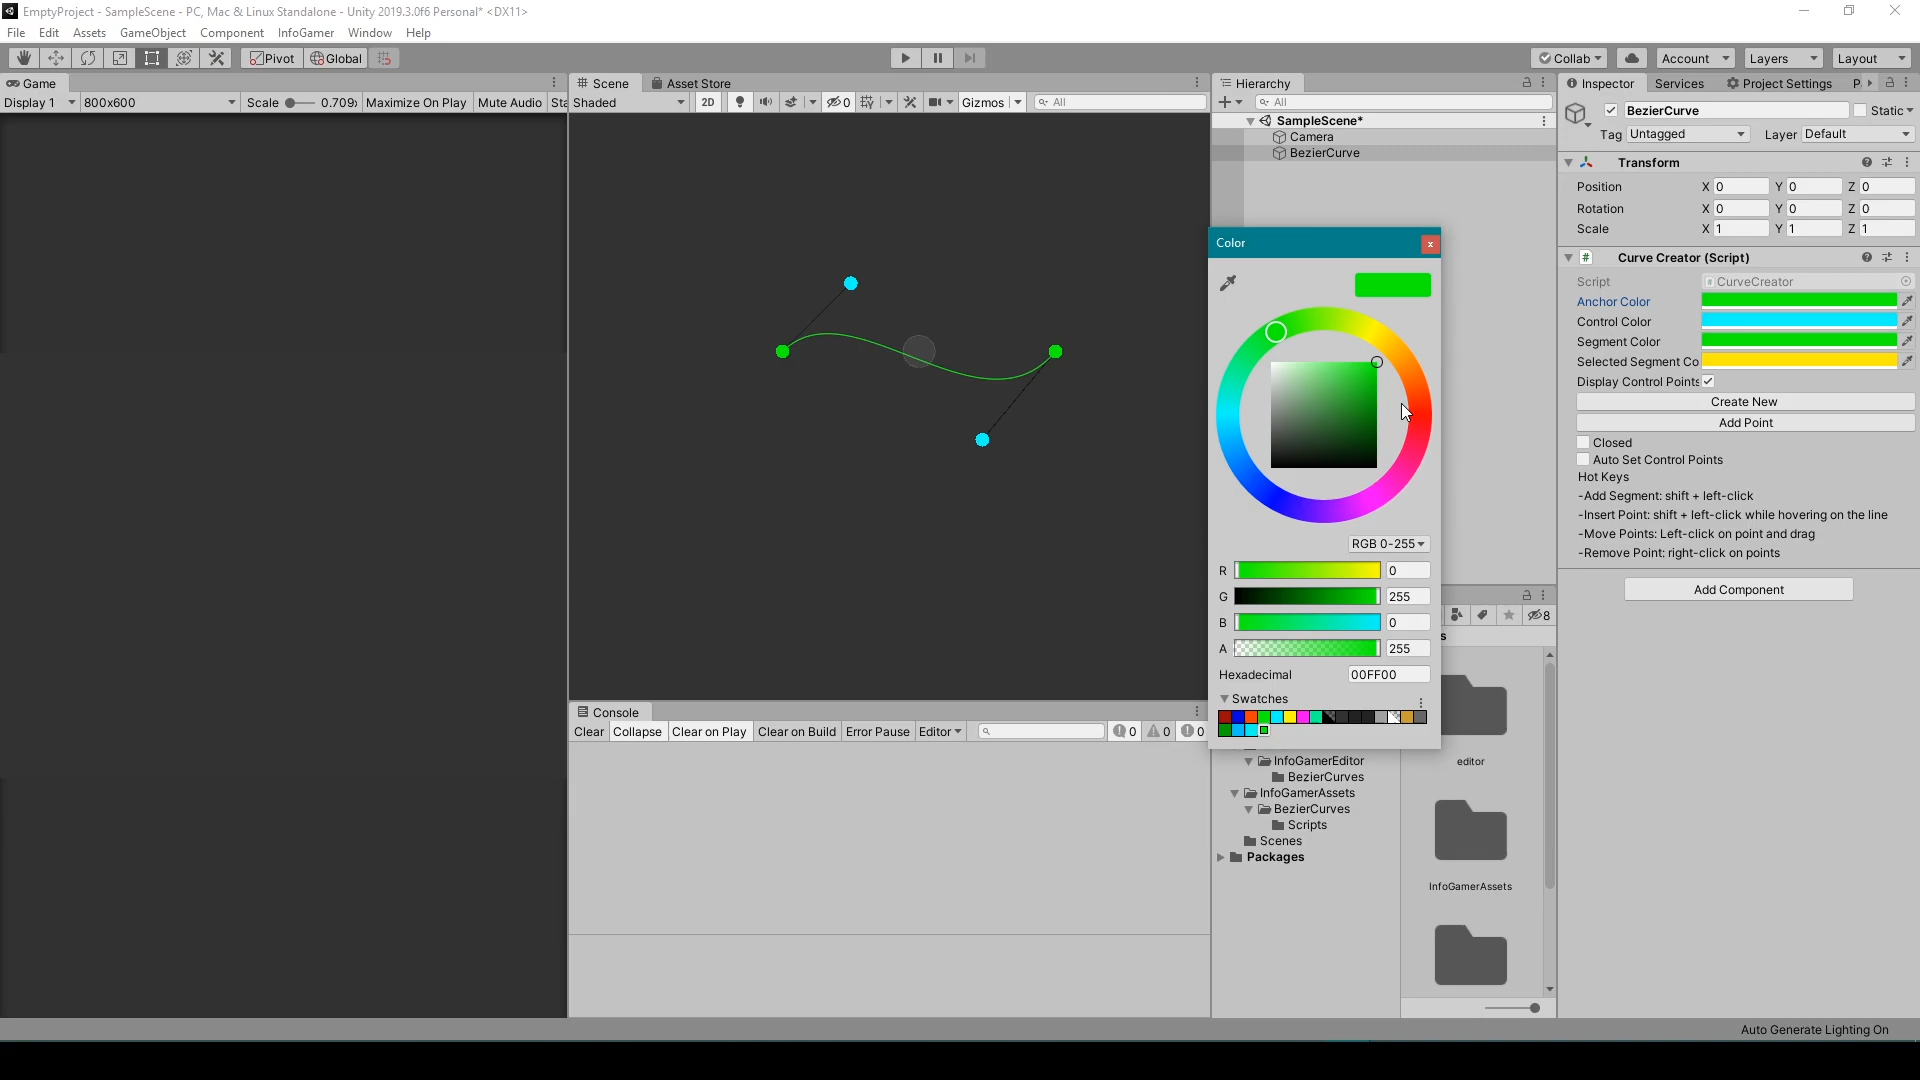 EmptyProject - SampleScene - PC, Mac & Linux Standalone - Unity 2019.3.0f6 Personal* <DX11>
File Edit Assets GameObject Component InfoGamer Window Help
Pivot Global Collab Account Layers Layout
Game Scene Asset Store Hierarchy Inspector Services Project Settings P
Display 1 800x600 Scale 0.709x Maximize On Play Mute Audio Sta
Shaded 2D 0 Gizmos All
All
SampleScene*
Camera
BezierCurve
BezierCurve Static
Tag Untagged Layer Default
Transform
Position X 0 Y 0 Z 0
Rotation X 0 Y 0 Z 0
Scale X 1 Y 1 Z 1
Curve Creator (Script)
Script # CurveCreator
Anchor Color
Control Color
Segment Color
Selected Segment Co
Display Control Points
Create New
Add Point
Closed
Auto Set Control Points
Hot Keys
-Add Segment: shift + left-click
-Insert Point: shift + left-click while hovering on the line
-Move Points: Left-click on point and drag
-Remove Point: right-click on points
Add Component
Color x
RGB 0-255
R 0
G 255
B 0
A 255
Hexadecimal 00FF00
Swatches
8
s
Console
Clear Collapse Clear on Play Clear on Build Error Pause Editor 0 0 0
InfoGamerEditor
BezierCurves
InfoGamerAssets
BezierCurves
Scripts
Scenes
Packages
editor
InfoGamerAssets
Auto Generate Lighting On